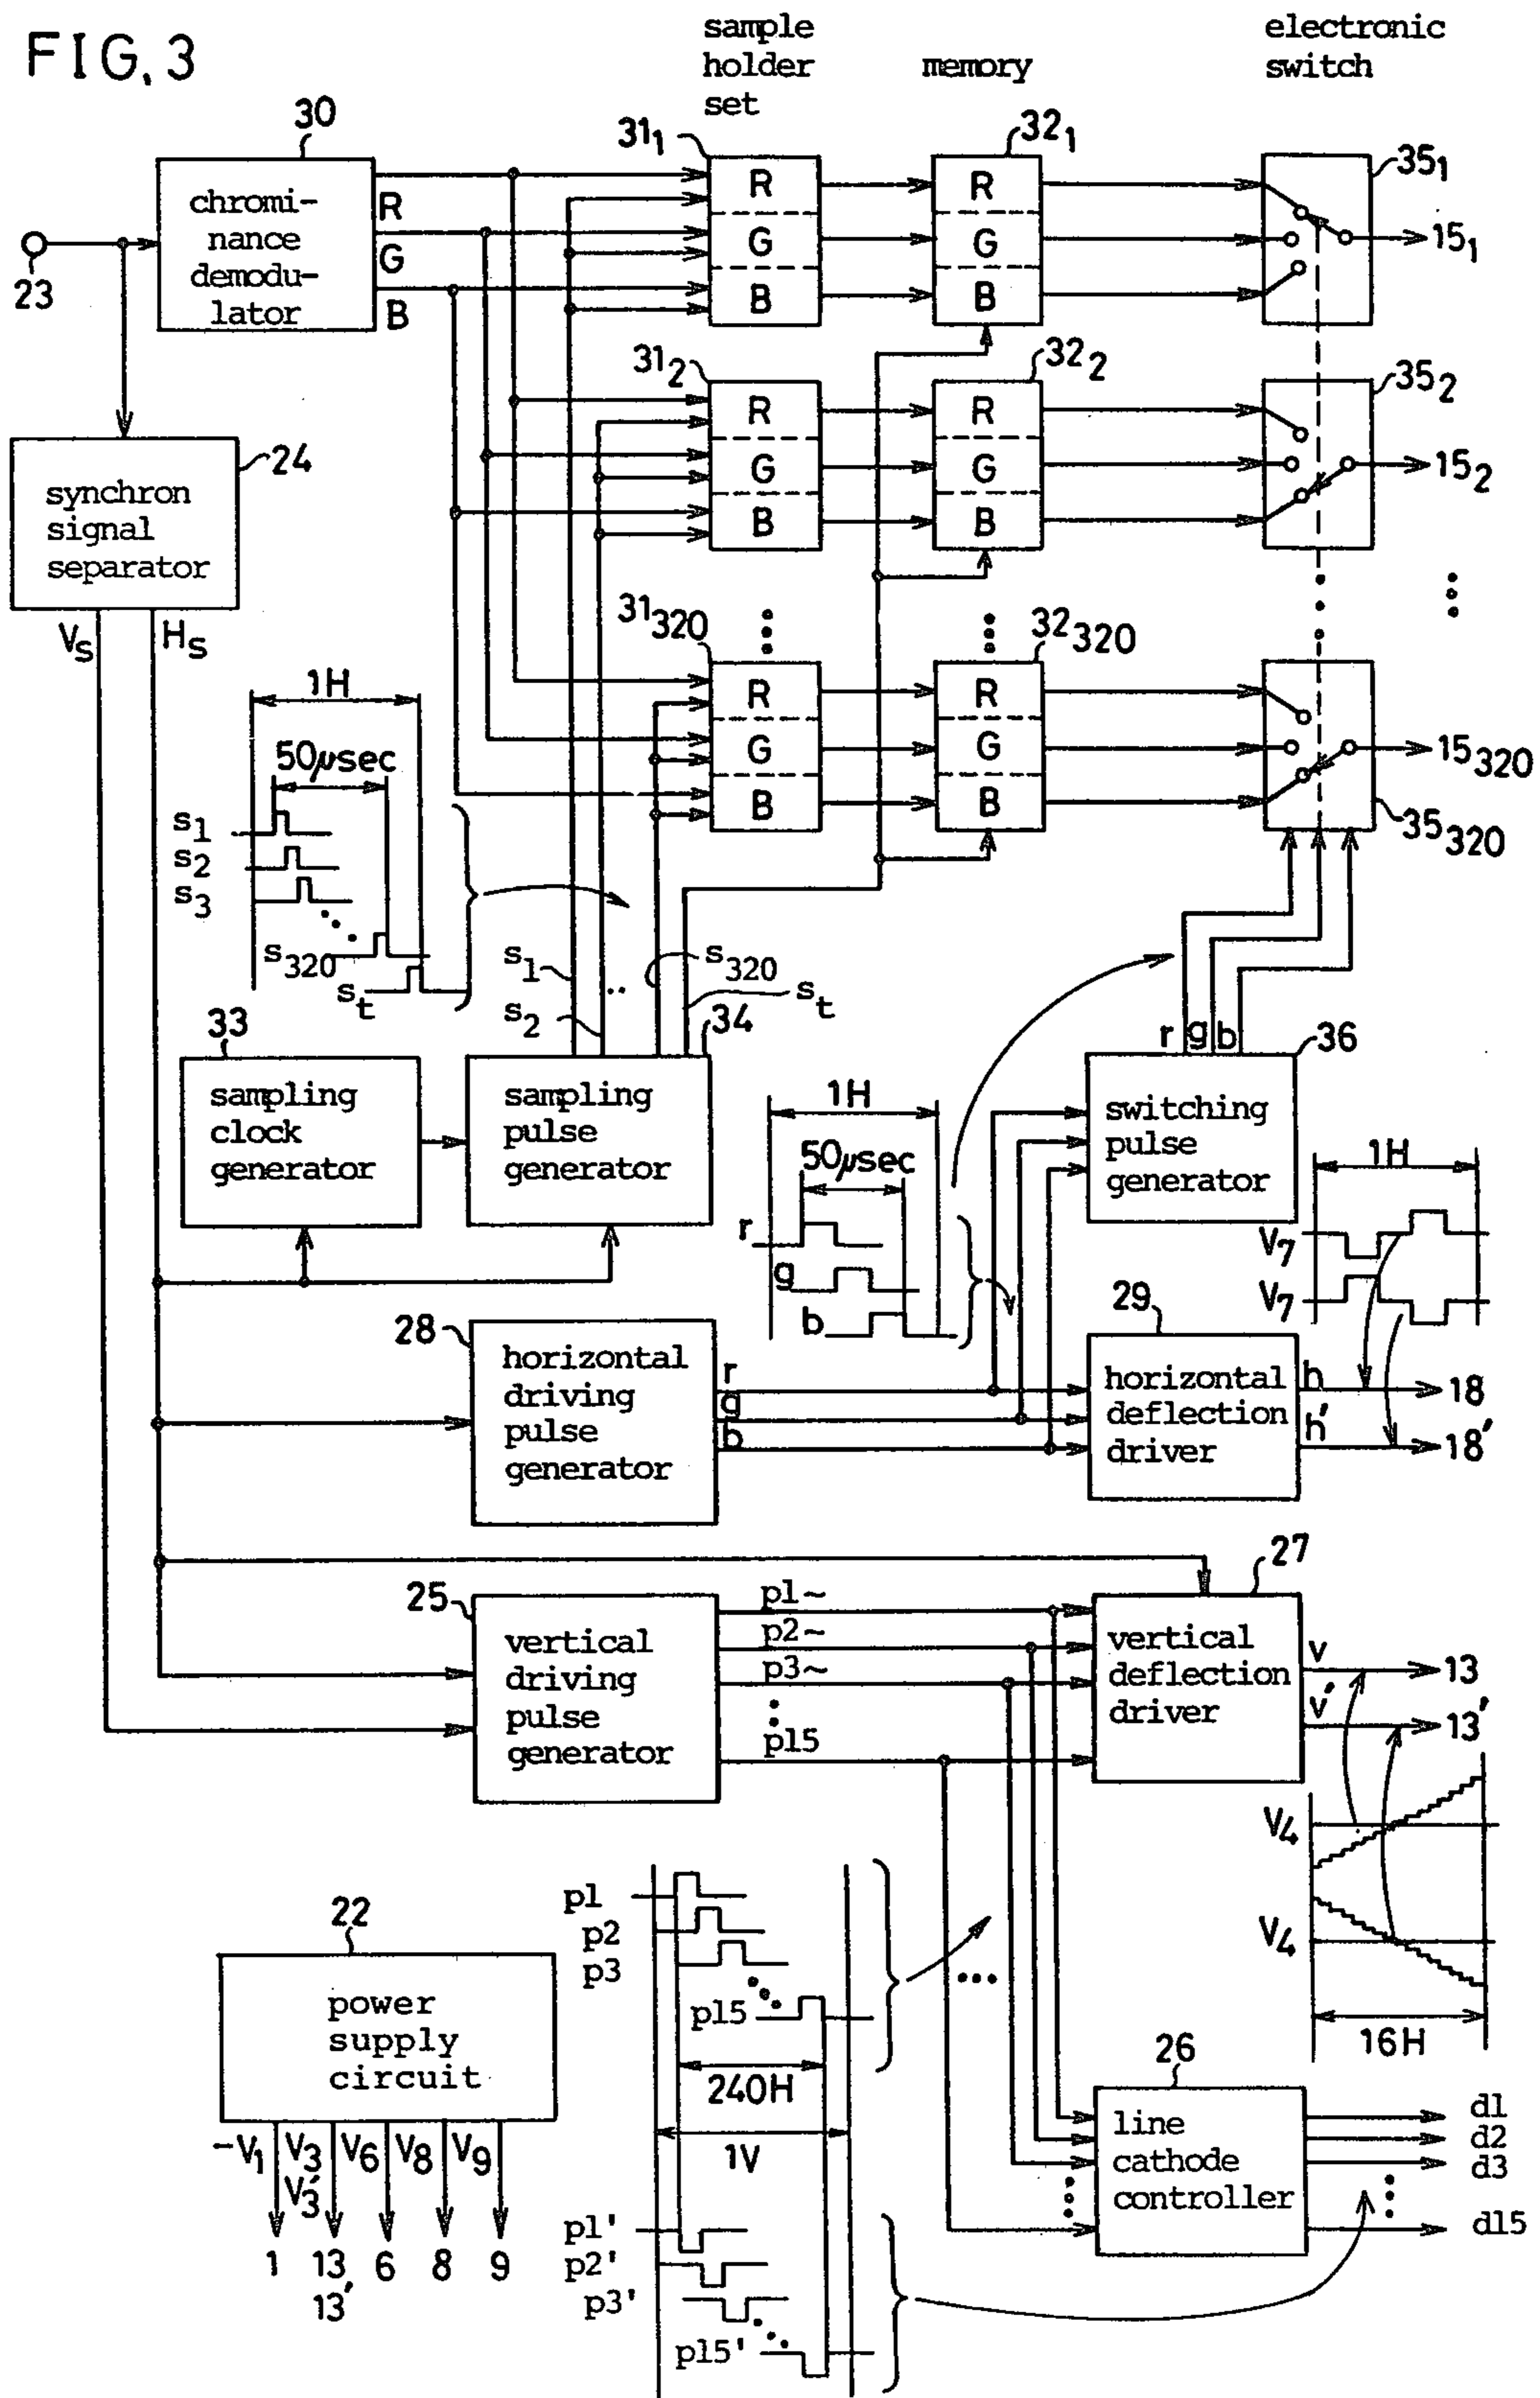 FIG. 3
sample
holder
set
memory
electronic
switch
30
chromi-
nance
demodu-
lator
R
G
B
23
31₁
R
G
B
32₁
R
G
B
35₁
15₁
31₂
R
G
B
32₂
R
G
B
35₂
15₂
24
synchron
signal
separator
Vs
Hs
31₃₂₀
R
G
B
32₃₂₀
R
G
B
15₃₂₀
35₃₂₀
1H
50μsec
s₁
s₂
s₃
s₃₂₀
sₜ
s₁
s₂
s₃₂₀
sₜ
33
sampling
clock
generator
34
sampling
pulse
generator
1H
50μsec
r
g
b
r g b
36
switching
pulse
generator
1H
V₇
V₇
28
horizontal
driving
pulse
generator
r
g
b
29
horizontal
deflection
driver
h
18
h'
18'
25
vertical
driving
pulse
generator
p1~
p2~
p3~
p15
27
vertical
deflection
driver
v
13
v'
13'
V₄
V₄
16H
22
power
supply
circuit
-V₁
V₃
V₃'
V₆
V₈
V₉
1
13
13'
6
8
9
p1
p2
p3
p15
240H
1V
p1'
p2'
p3'
p15'
26
line
cathode
controller
d1
d2
d3
d15